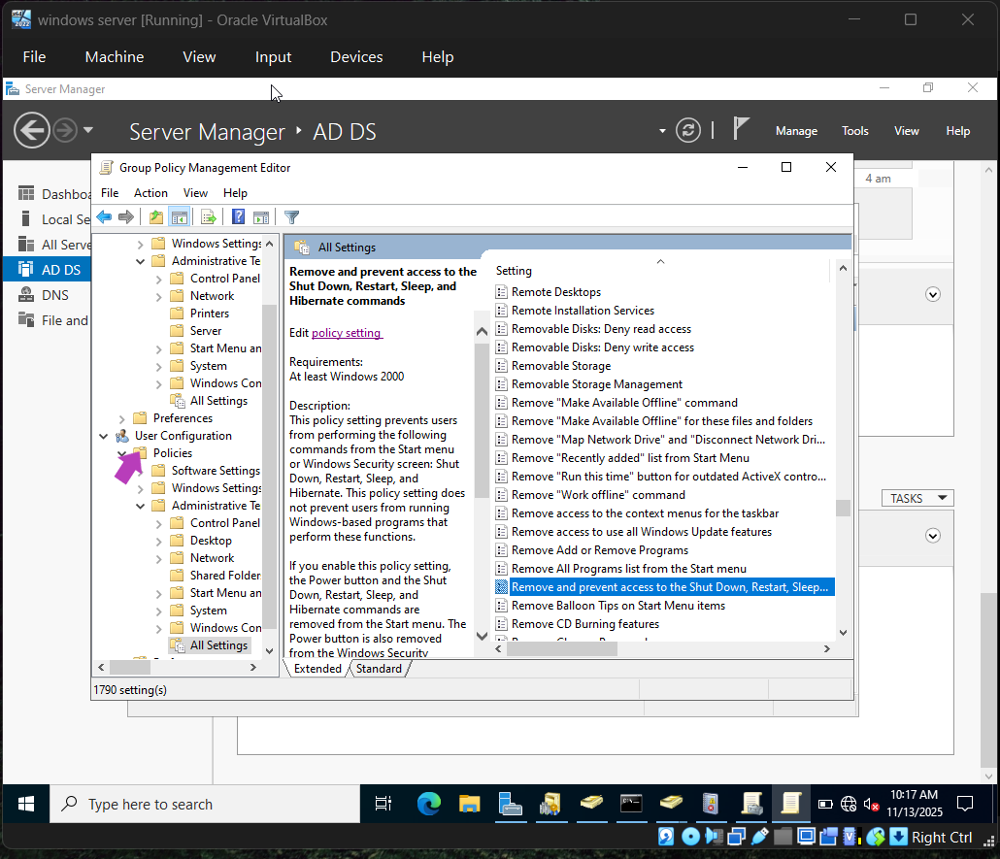 windows server [Running] - Oracle VirtualBox
File Machine View Input Devices Help
Server Manager
Server Manager AD DS
Manage Tools View Help
Dashboa
Local Se
All Serve
AD DS
DNS
File and
4 am
TASKS
Group Policy Management Editor
File Action View Help
Windows Settings
Administrative Te
Control Panel
Network
Printers
Server
Start Menu an
System
Windows Con
All Settings
Preferences
User Configuration
Policies
Software Settings
Windows Settings
Administrative Te
Control Panel
Desktop
Network
Shared Folder
Start Menu an
System
Windows Con
All Settings
All Settings
Remove and prevent access to the
Shut Down, Restart, Sleep, and
Hibernate commands
Edit policy setting
Requirements:
At least Windows 2000
Description:
This policy setting prevents users
from performing the following
commands from the Start menu
or Windows Security screen: Shut
Down, Restart, Sleep, and
Hibernate. This policy setting does
not prevent users from running
Windows-based programs that
perform these functions.
If you enable this policy setting,
the Power button and the Shut
Down, Restart, Sleep, and
Hibernate commands are
removed from the Start menu. The
Power button is also removed
from the Windows Security
Setting
Remote Desktops
Remote Installation Services
Removable Disks: Deny read access
Removable Disks: Deny write access
Removable Storage
Removable Storage Management
Remove "Make Available Offline" command
Remove "Make Available Offline" for these files and folders
Remove "Map Network Drive" and "Disconnect Network Dri...
Remove "Recently added" list from Start Menu
Remove "Run this time" button for outdated ActiveX contro...
Remove "Work offline" command
Remove access to the context menus for the taskbar
Remove access to use all Windows Update features
Remove Add or Remove Programs
Remove All Programs list from the Start menu
Remove and prevent access to the Shut Down, Restart, Sleep...
Remove Balloon Tips on Start Menu items
Remove CD Burning features
Extended Standard
1790 setting(s)
Type here to search
10:17 AM
11/13/2025
Right Ctrl